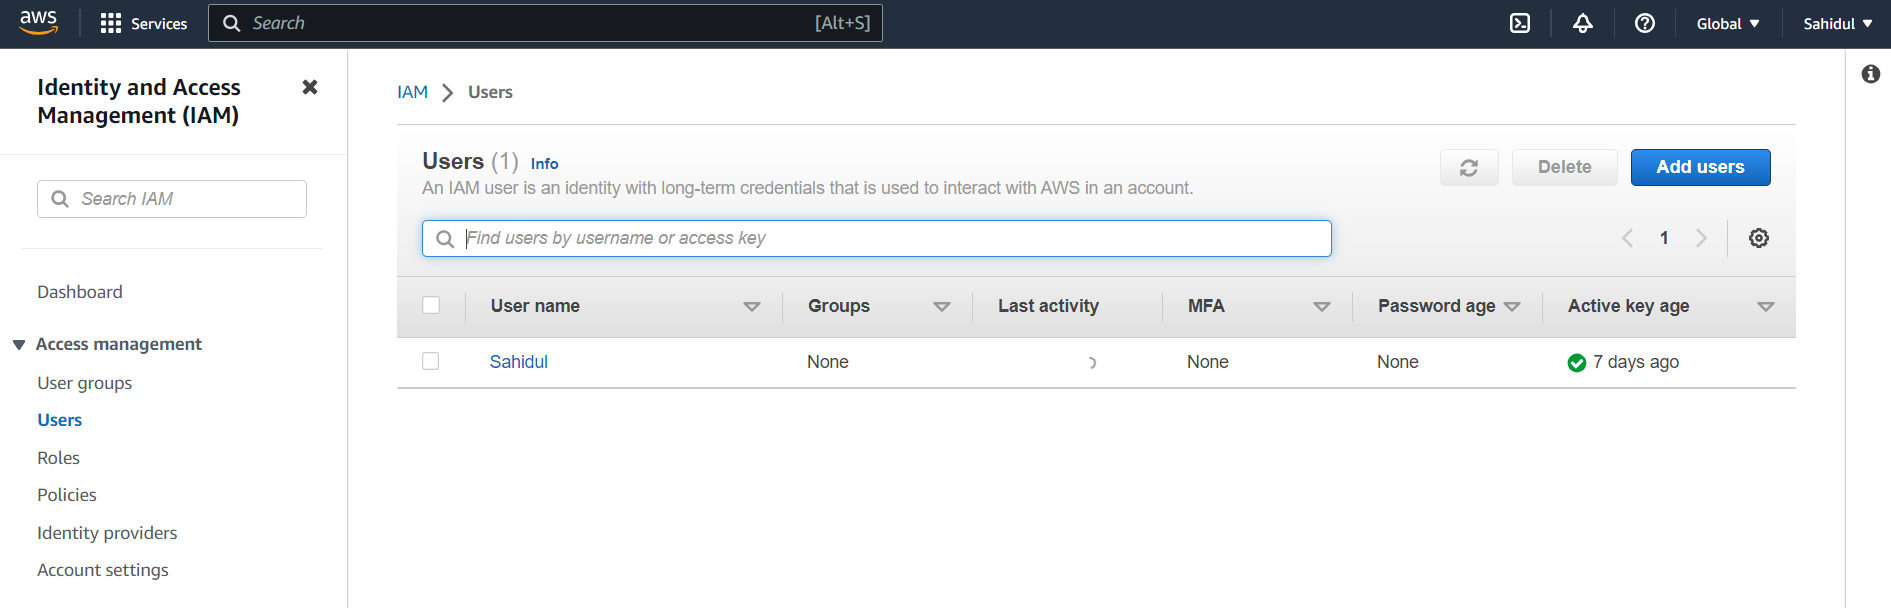 aws
Services
Search
[Alt+S]
Global
Sahidul
Identity and Access
Management (IAM)
Search IAM
Dashboard
Access management
User groups
Users
Roles
Policies
Identity providers
Account settings
IAM
Users
Users (1) Info
An IAM user is an identity with long-term credentials that is used to interact with AWS in an account.
Delete
Add users
Find users by username or access key
1
User name Groups Last activity MFA Password age Active key age
Sahidul None None None 7 days ago